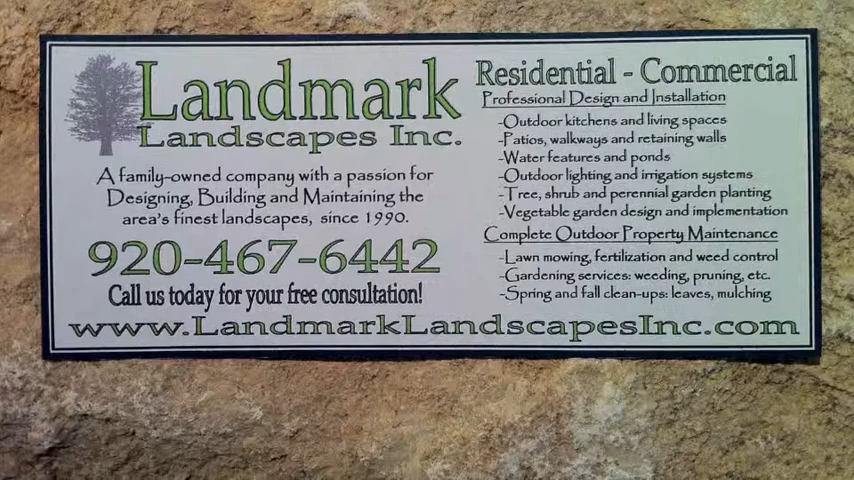 Landmark
Landscapes Inc.
A family-owned company with a passion for
Designing, Building and Maintaining the
area's finest landscapes, since 1990.
920-467-6442
Call us today for your free consultation!
Residential - Commercial
Professional Design and Installation
-Outdoor kitchens and living spaces
-Patios, walkways and retaining walls
-Water features and ponds
-Outdoor lighting and irrigation systems
-Tree, shrub and perennial garden planting
-Vegetable garden design and implementation
Complete Outdoor Property Maintenance
-Lawn mowing, fertilization and weed control
-Gardening services: weeding, pruning, etc.
-Spring and fall clean-ups: leaves, mulching
www.LandmarkLandscapesInc.com